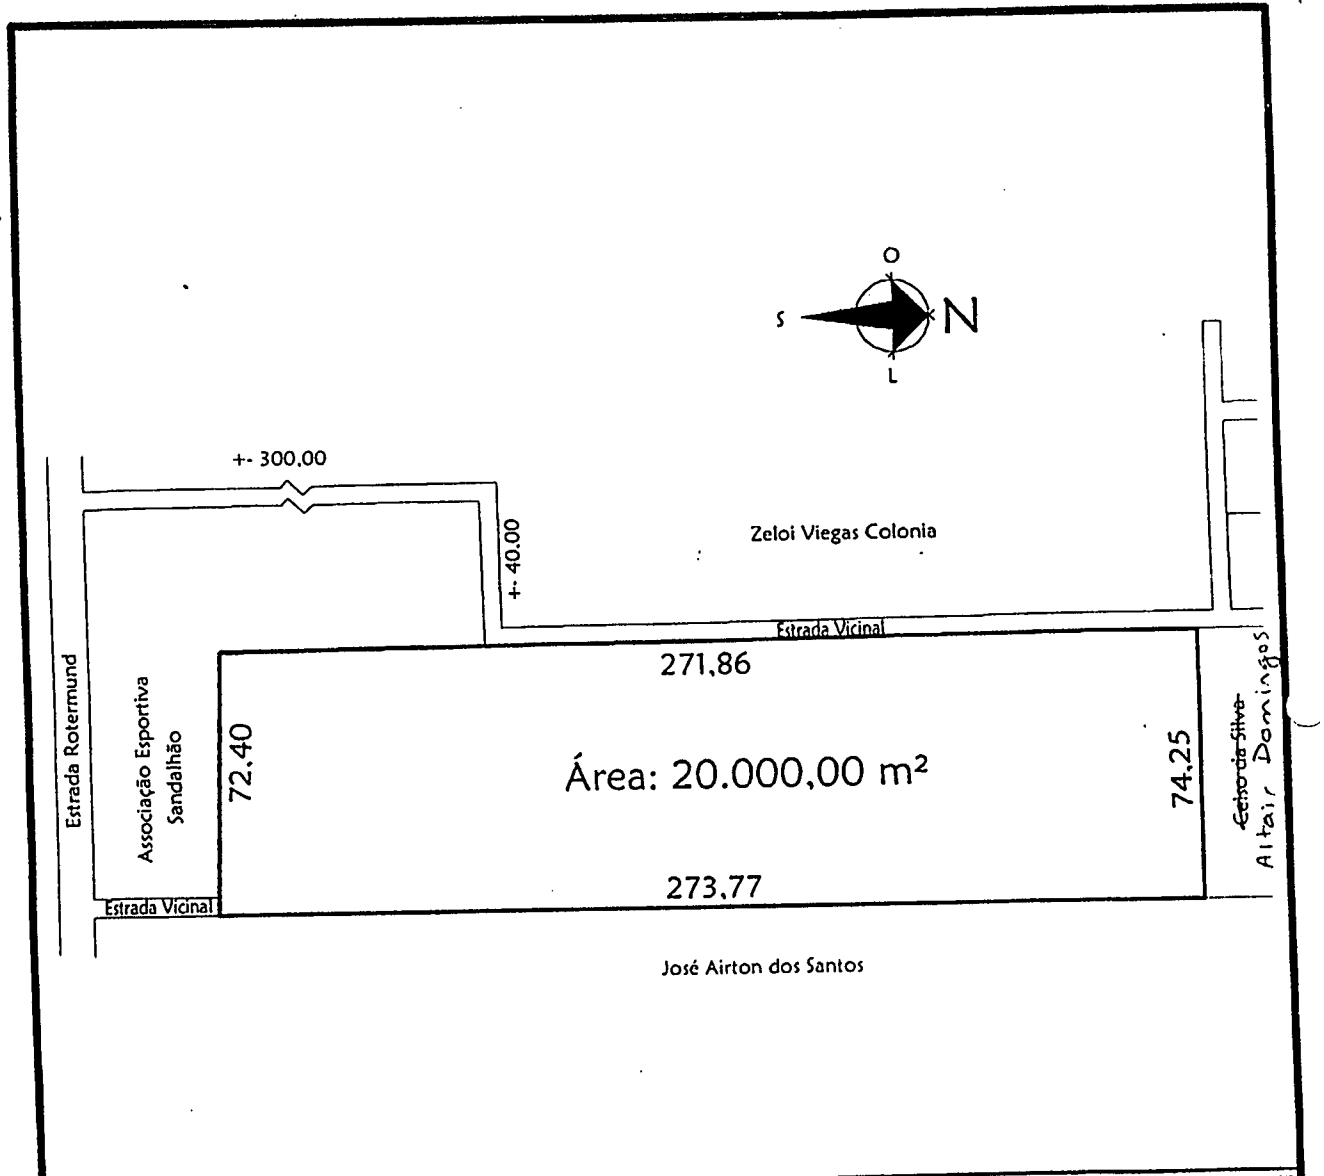 O
S
N
L
+- 300,00
+- 40.00
Zeloi Viegas Colonia
Estrada Vicinal
271,86
Estrada Rotermund
Associação Esportiva
Sandalhão
72.40
Área: 20.000,00 m²
74.25
Celso da Silva
Altair Domingos
273,77
Estrada Vicinal
José Airton dos Santos